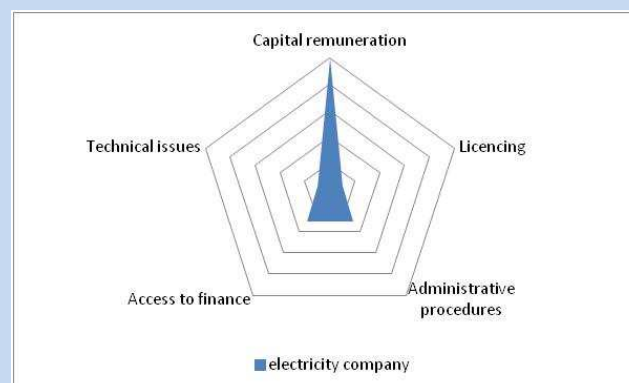 Capital remuneration
Technical issues
Licencing
Access to finance
Administrative
procedures
electricity company